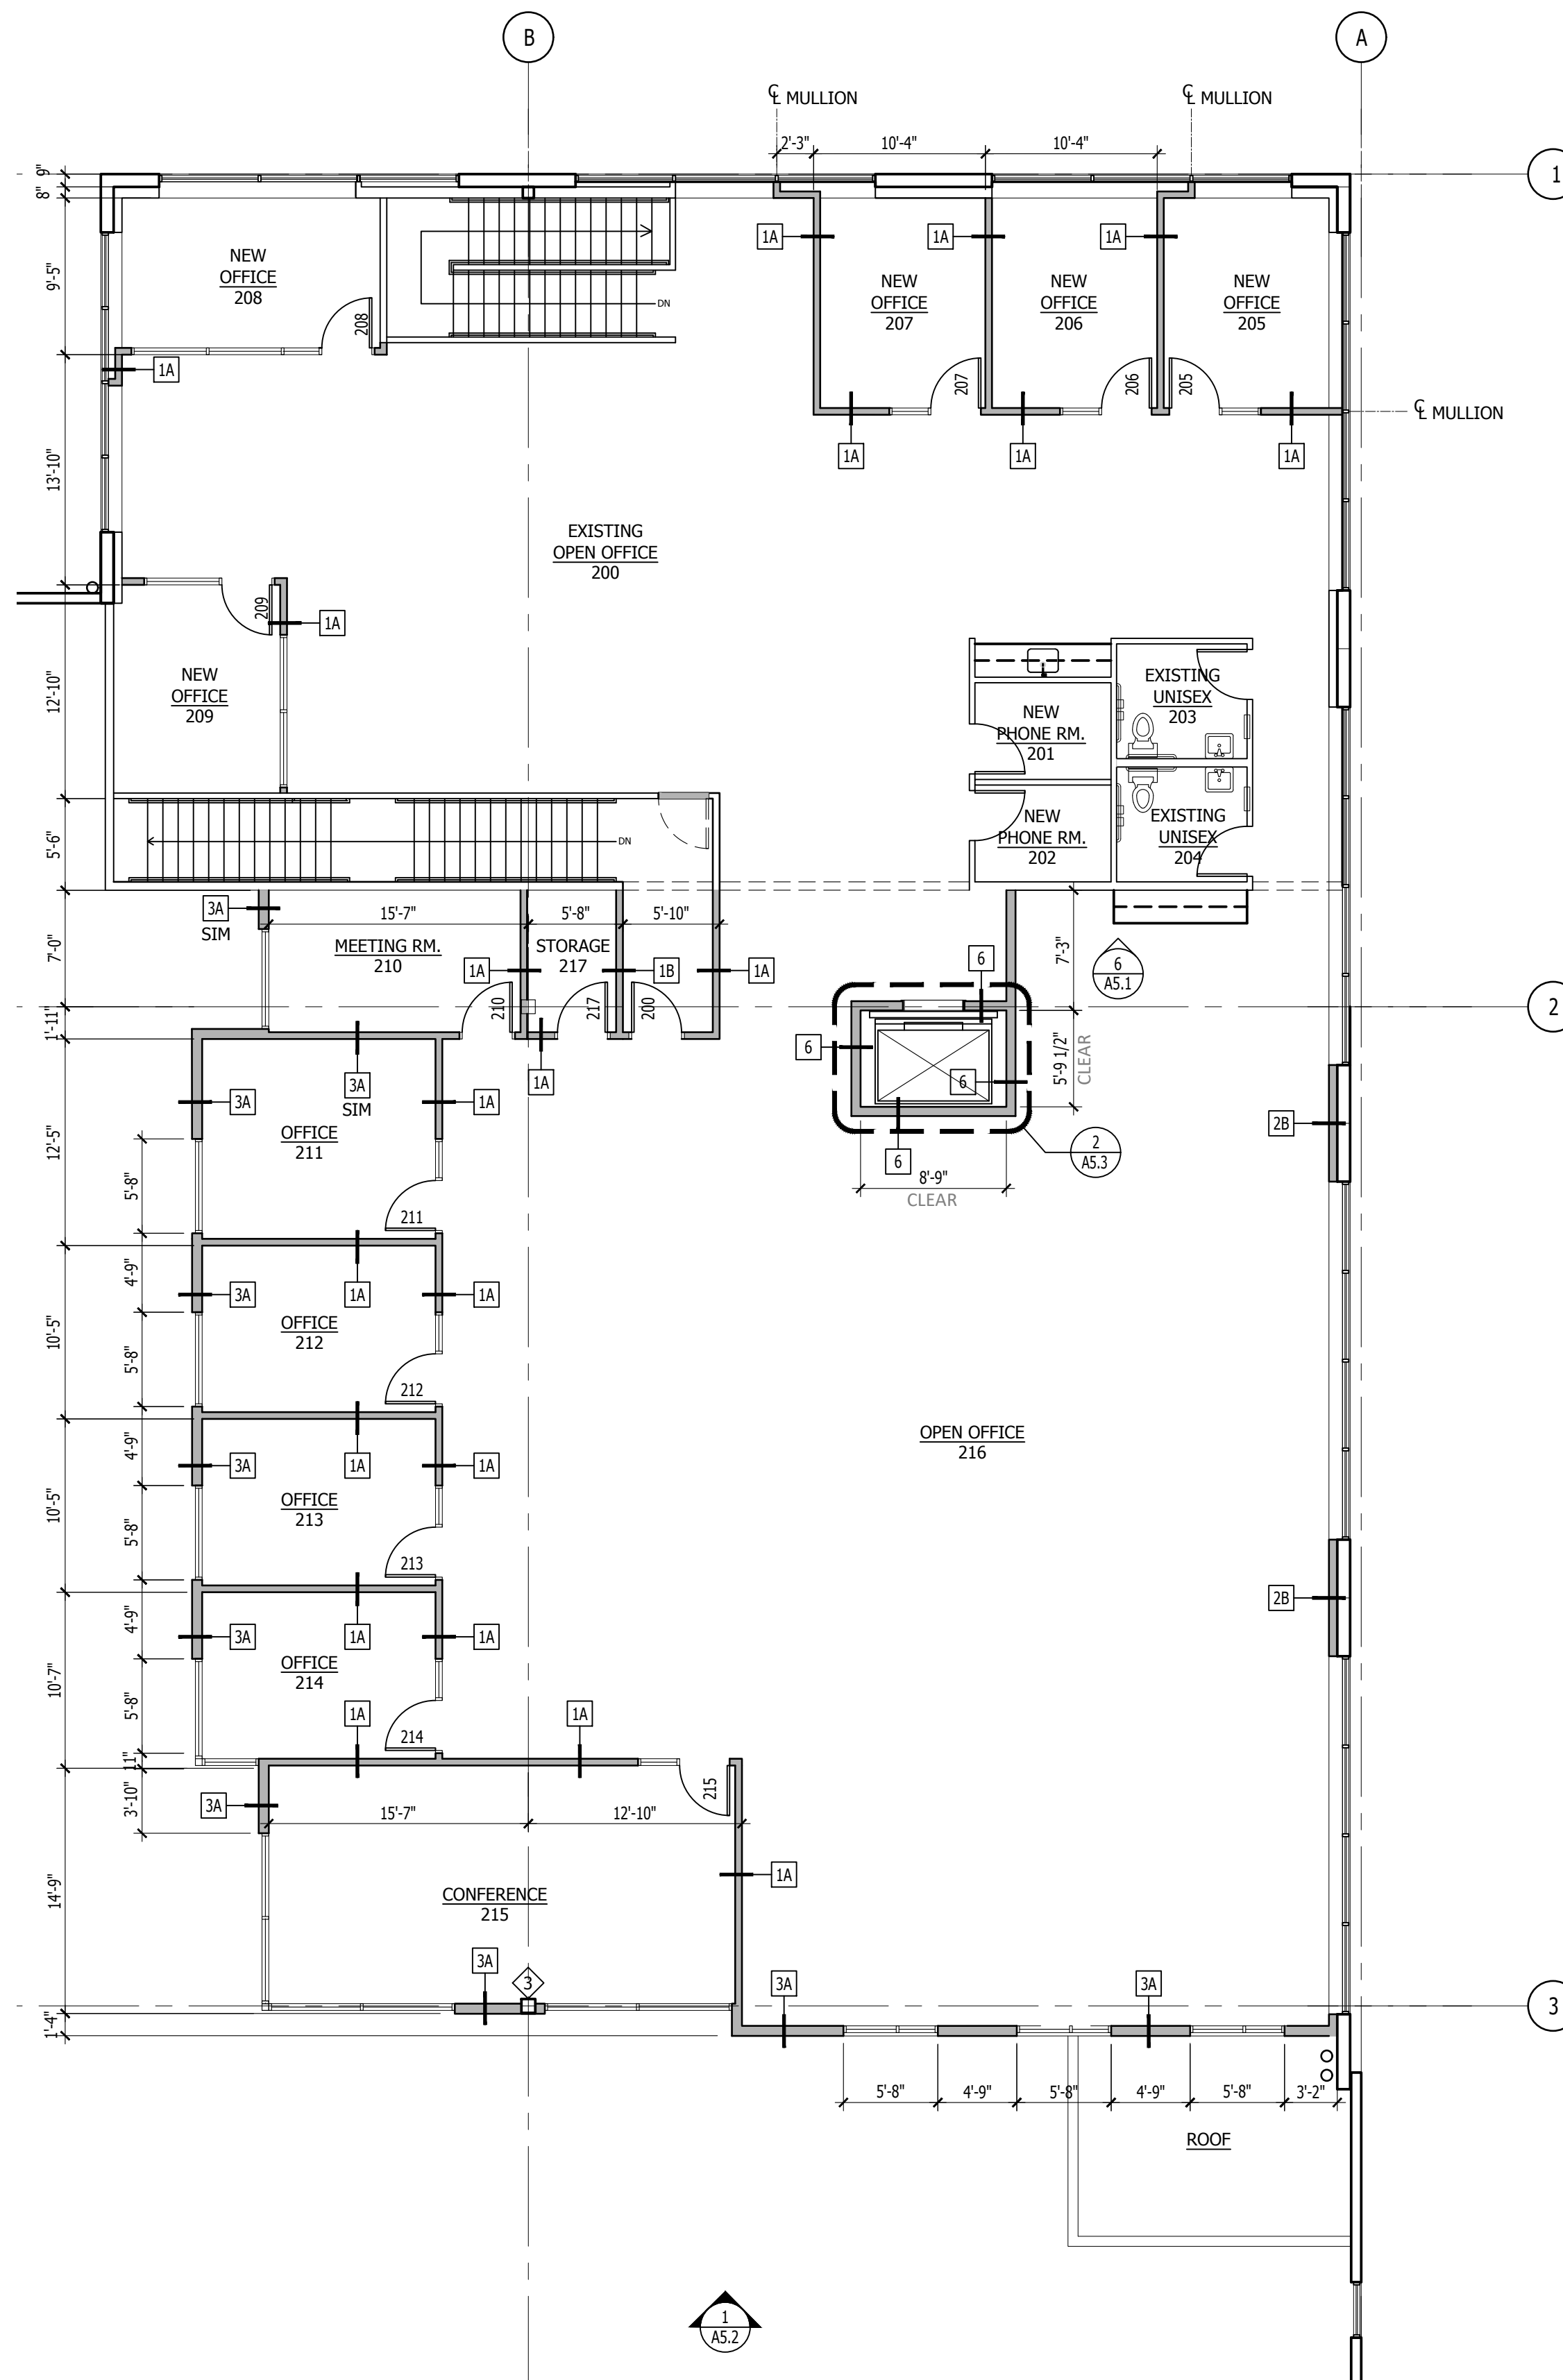 B
A
℄ MULLION
℄ MULLION
2'-3"
10'-4"
10'-4"
1
9"
8"
9'-5"
13'-10"
12'-10"
5'-6"
7'-0"
1'-11"
12'-5"
10'-5"
10'-5"
10'-7"
14'-9"
1'-4"
NEW
OFFICE
208
208
DN
1A
1A
1A
1A
NEW
OFFICE
207
NEW
OFFICE
206
NEW
OFFICE
205
207
206
205
℄ MULLION
1A
1A
1A
EXISTING
OPEN OFFICE
200
209
1A
NEW
OFFICE
209
NEW
PHONE RM.
201
EXISTING
UNISEX
203
NEW
PHONE RM.
202
EXISTING
UNISEX
204
DN
3A
SIM
15'-7"
5'-8"
5'-10"
MEETING RM.
210
STORAGE
217
1A
1B
1A
210
217
200
1A
7'-3"
6
6
A5.1
2
6
6
6
5'-9 1/2"
CLEAR
8'-9"
CLEAR
2
A5.3
2B
3A
3A
SIM
1A
OFFICE
211
5'-8"
211
4'-9"
3A
1A
1A
OFFICE
212
5'-8"
212
4'-9"
3A
1A
1A
OFFICE
213
5'-8"
213
OPEN OFFICE
216
2B
4'-9"
3A
1A
1A
OFFICE
214
5'-8"
214
1A
1A
11"
3'-10"
3A
215
15'-7"
12'-10"
1A
CONFERENCE
215
3A
3
3A
3A
3
5'-8"
4'-9"
5'-8"
4'-9"
5'-8"
3'-2"
ROOF
1
A5.2